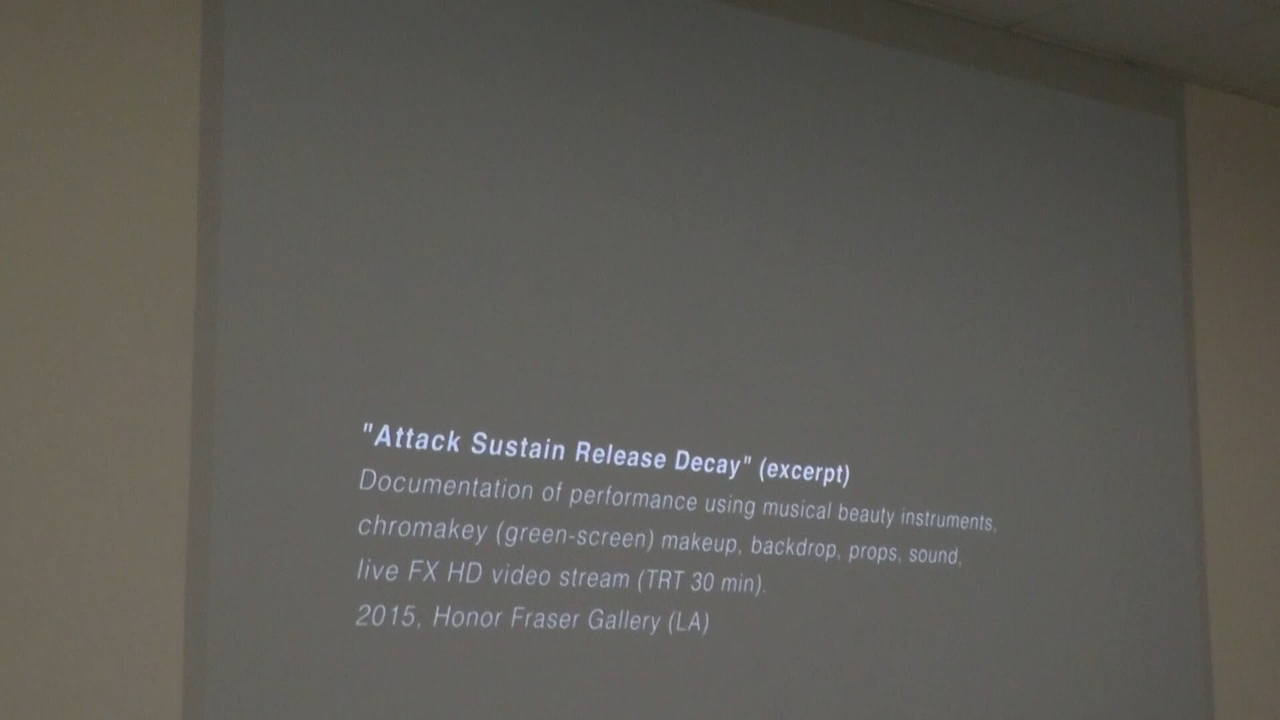 "Attack Sustain Release Decay" (excerpt)
Documentation of performance using musical beauty instruments,
chromakey (green-screen) makeup, backdrop, props, sound,
live FX HD video stream (TRT 30 min).
2015, Honor Fraser Gallery (LA)